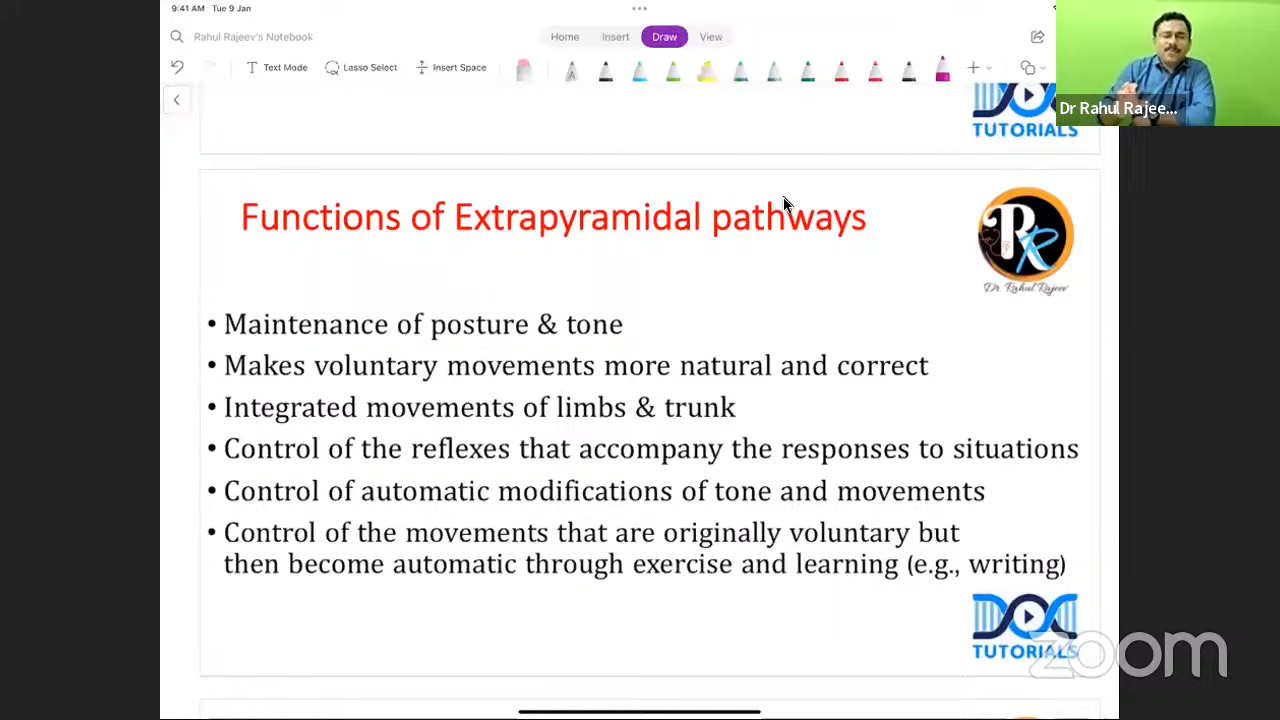 9:41 AM Tue 9 Jan
Rahul Rajeev's Notebook
Home Insert Draw View
Text Mode Lasso Select Insert Space
Dr Rahul Rajee...
TUTORIALS
Functions of Extrapyramidal pathways
R R
Dr. Rahul Rajeev
• Maintenance of posture & tone
• Makes voluntary movements more natural and correct
• Integrated movements of limbs & trunk
• Control of the reflexes that accompany the responses to situations
• Control of automatic modifications of tone and movements
• Control of the movements that are originally voluntary but
then become automatic through exercise and learning (e.g., writing)
TUTORIALS
zoom